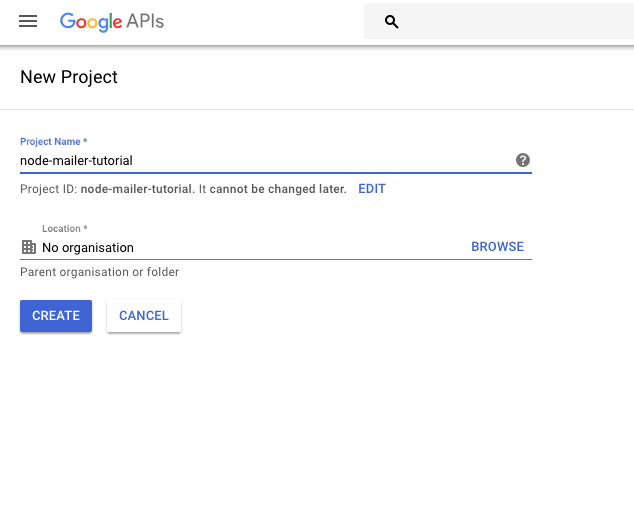 Google APIs
New Project
Project Name *
node-mailer-tutorial
Project ID: node-mailer-tutorial. It cannot be changed later. EDIT
Location *
No organisation BROWSE
Parent organisation or folder
CREATE CANCEL